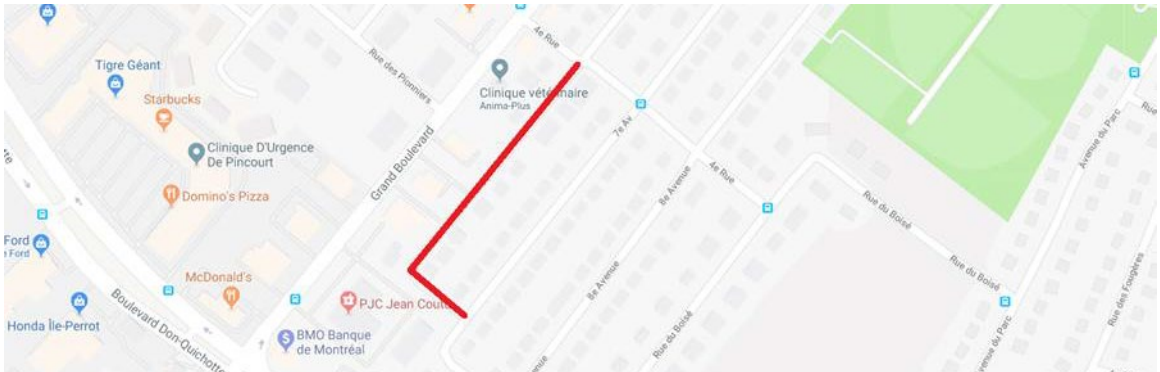 Tigre Géant
Starbucks
Clinique D'Urgence
De Pincourt
Domino's Pizza
Ford
Ford
McDonald's
Honda Île-Perrot
Boulevard Don-Quichotte
PJC Jean Coutu
BMO Banque
de Montréal
Grand Boulevard
Rue des Pionniers
Clinique vétérinaire
Anima-Plus
4e Rue
7e Av
4e Rue
8e Avenue
8e Avenue
Avenue
Rue du Boisé
Rue du Boisé
Rue du Boisé
Avenue du Parc
Avenue du Parc
Rue des Fougères
Rue